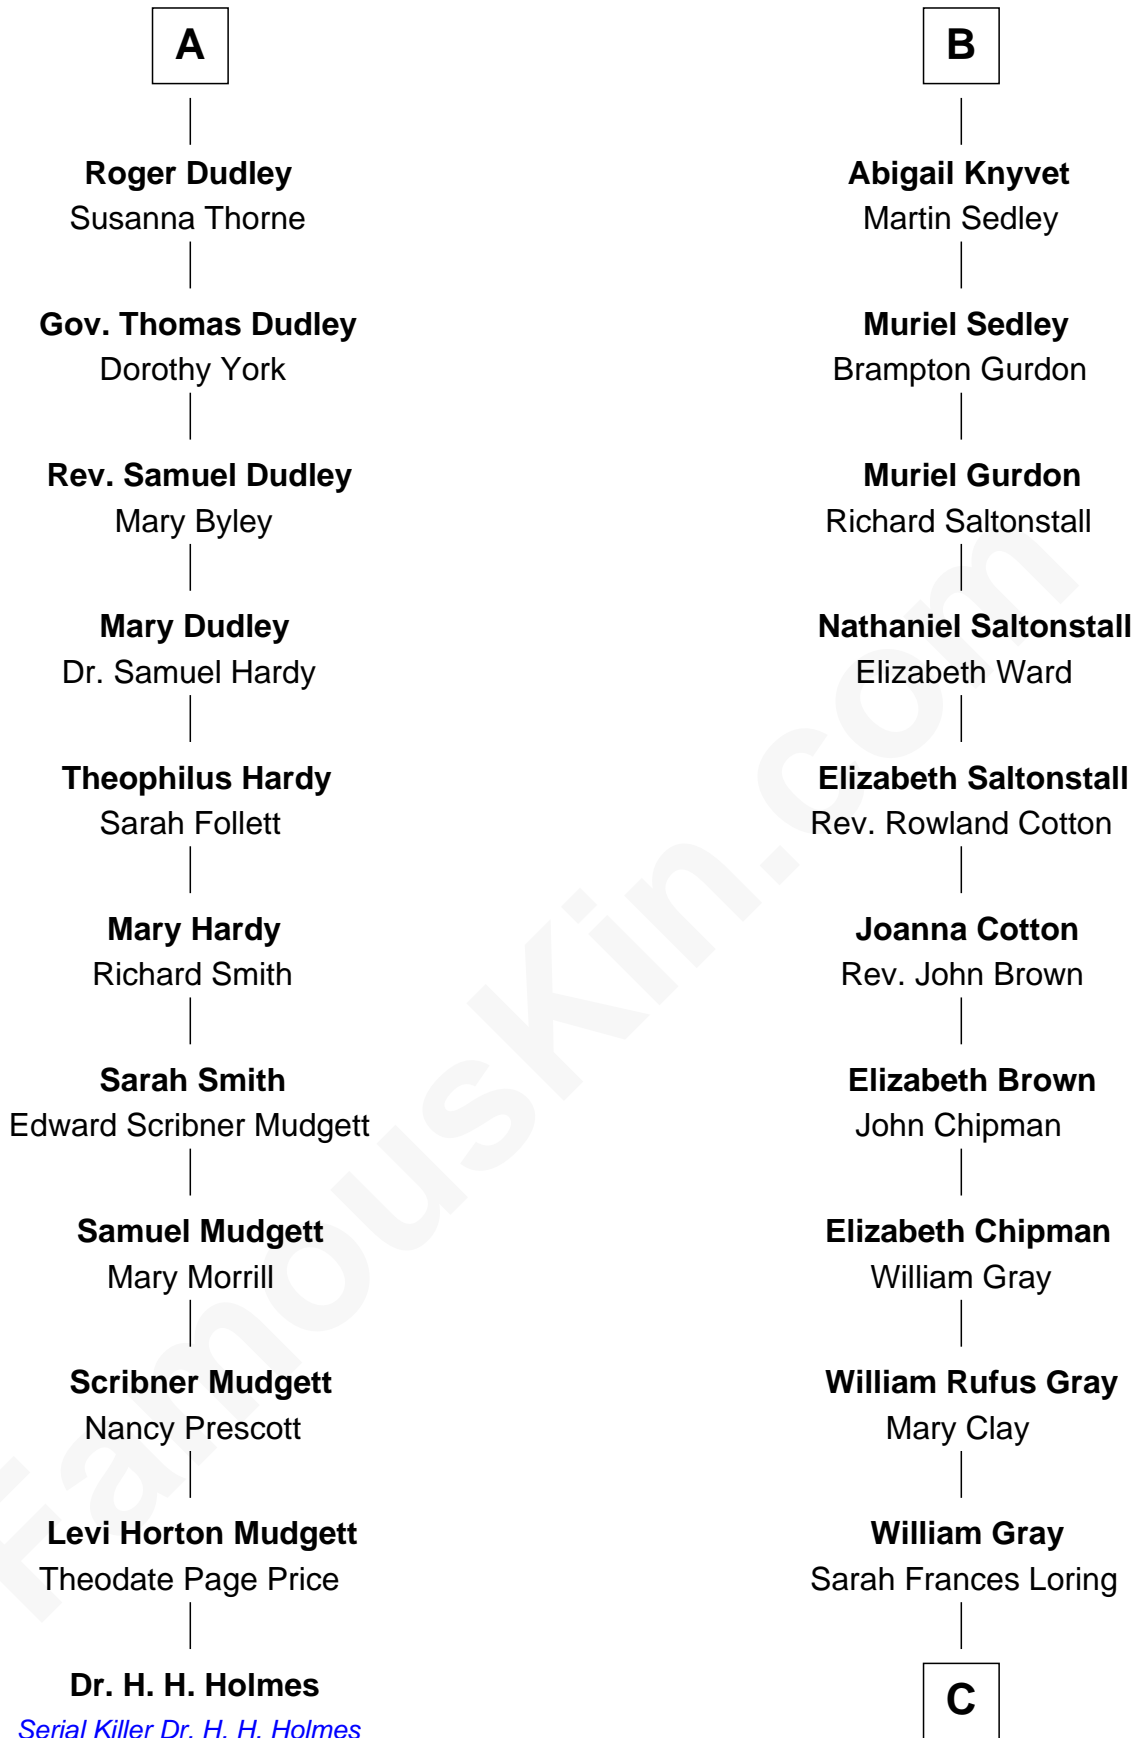 A
Roger Dudley
Susanna Thorne
Gov. Thomas Dudley
Dorothy York
Rev. Samuel Dudley
Mary Byley
Mary Dudley
Dr. Samuel Hardy
Theophilus Hardy
Sarah Follett
Mary Hardy
Richard Smith
Sarah Smith
Edward Scribner Mudgett
Samuel Mudgett
Mary Morrill
Scribner Mudgett
Nancy Prescott
Levi Horton Mudgett
Theodate Page Price
Dr. H. H. Holmes
Serial Killer Dr. H. H. Holmes
B
Abigail Knyvet
Martin Sedley
Muriel Sedley
Brampton Gurdon
Muriel Gurdon
Richard Saltonstall
Nathaniel Saltonstall
Elizabeth Ward
Elizabeth Saltonstall
Rev. Rowland Cotton
Joanna Cotton
Rev. John Brown
Elizabeth Brown
John Chipman
Elizabeth Chipman
William Gray
William Rufus Gray
Mary Clay
William Gray
Sarah Frances Loring
C
FamousKin.com